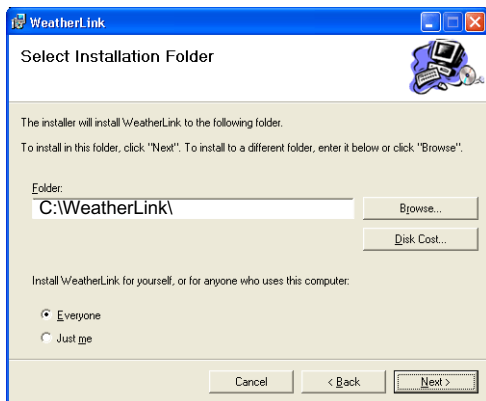 WeatherLink
Select Installation Folder
The installer will install WeatherLink to the following folder.
To install in this folder, click "Next". To install to a different folder, enter it below or click "Browse".
Folder:
C:\WeatherLink\
Browse...
Disk Cost...
Install WeatherLink for yourself, or for anyone who uses this computer:
Everyone
Just me
Cancel
< Back
Next >